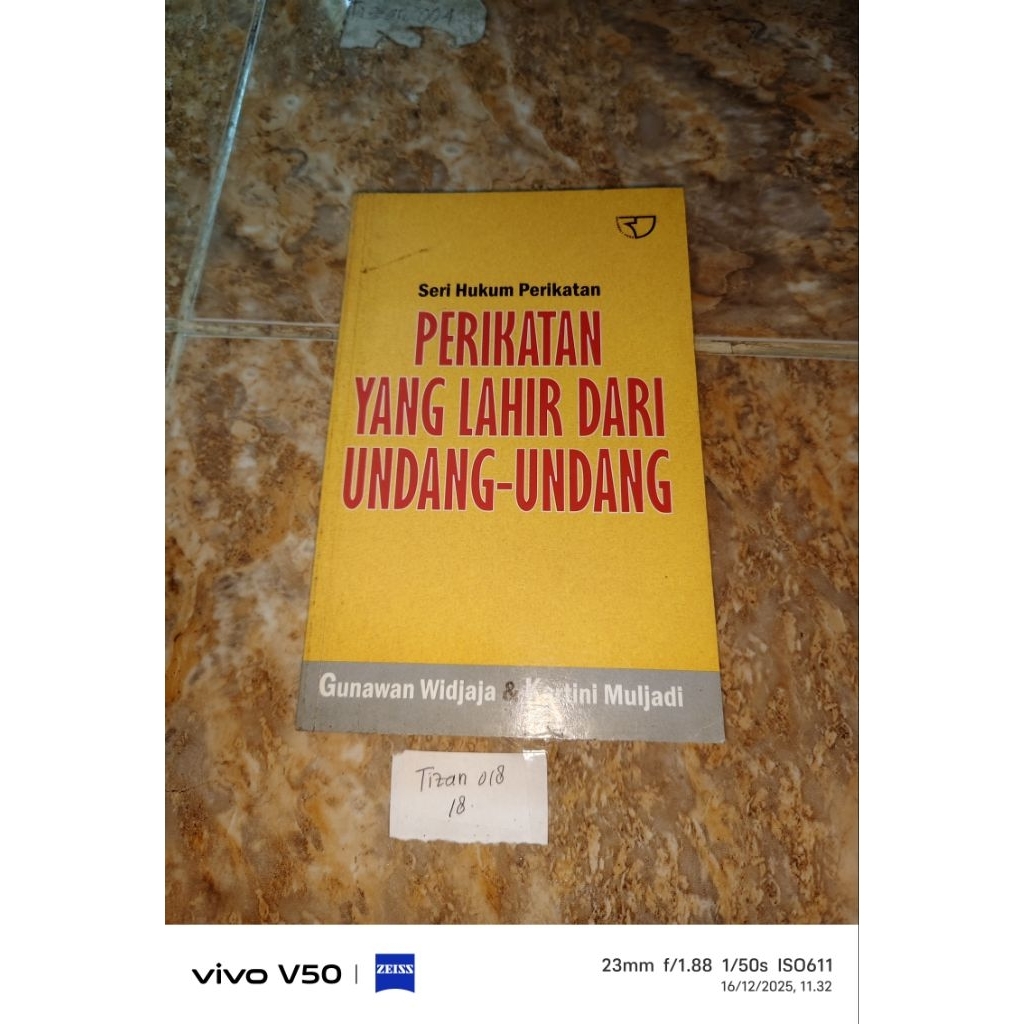 Seri Hukum Perikatan
PERIKATAN
YANG LAHIR DARI
UNDANG-UNDANG
Gunawan Widjaja & Kartini Muljadi
Tizan 018
18.
vivo V50 | ZEISS
23mm f/1.88 1/50s ISO611
16/12/2025, 11.32